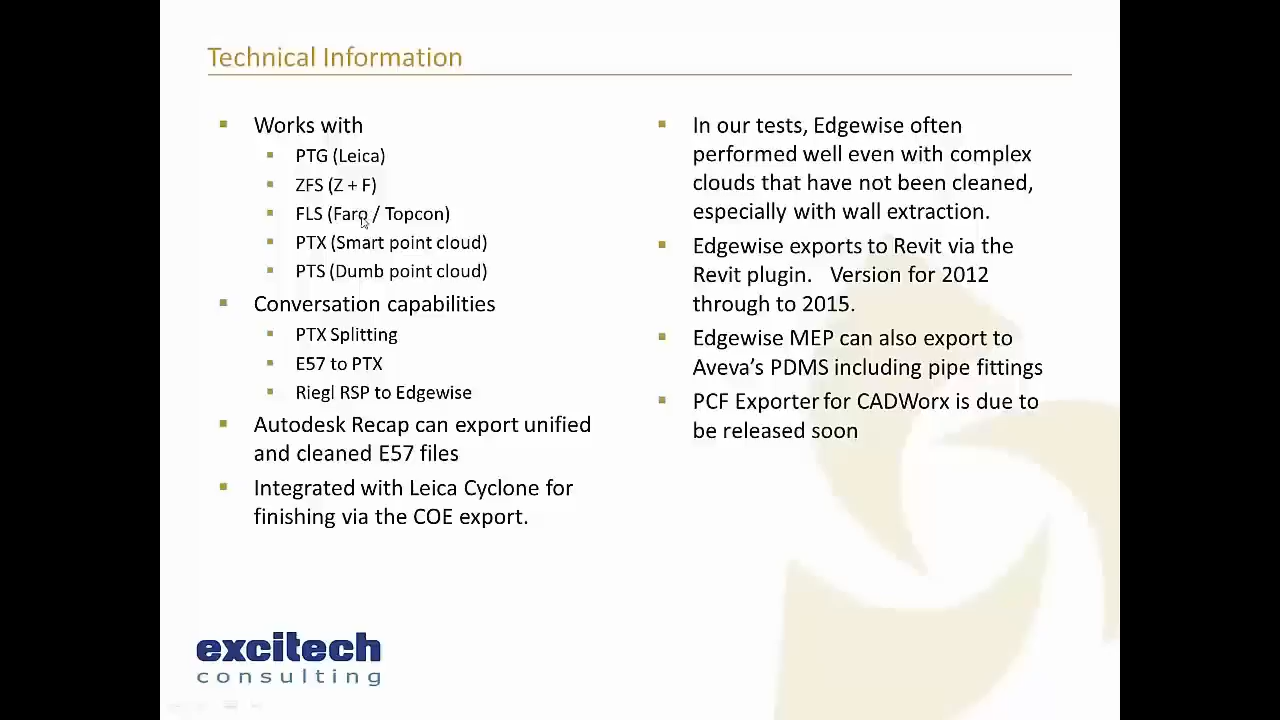 Technical Information
Works with
PTG (Leica)
ZFS (Z + F)
FLS (Faro / Topcon)
PTX (Smart point cloud)
PTS (Dumb point cloud)
Conversation capabilities
PTX Splitting
E57 to PTX
Riegl RSP to Edgewise
Autodesk Recap can export unified
and cleaned E57 files
Integrated with Leica Cyclone for
finishing via the COE export.
In our tests, Edgewise often
performed well even with complex
clouds that have not been cleaned,
especially with wall extraction.
Edgewise exports to Revit via the
Revit plugin. Version for 2012
through to 2015.
Edgewise MEP can also export to
Aveva’s PDMS including pipe fittings
PCF Exporter for CADWorx is due to
be released soon
excitech
consulting